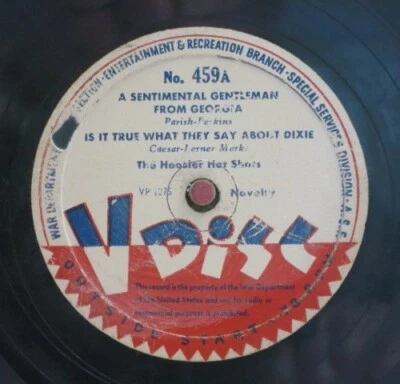 WAR DEPARTMENT ECTION-ENTERTAINMENT & RECREATION BRANCH-SPECIAL SERVICES DIVISION-A.S.F.
No. 459A
A SENTIMENTAL GENTLEMAN
FROM GEORGIA
Parish-Perkins
IS IT TRUE WHAT THEY SAY ABOUT DIXIE
Caesar-Lerner Marks
The Hoosier Hot Shots
VP Novelty
V DISC
This record is the property of the War Department
of the United States and use for radio or
commercial purposes is prohibited.
OUTSIDE START